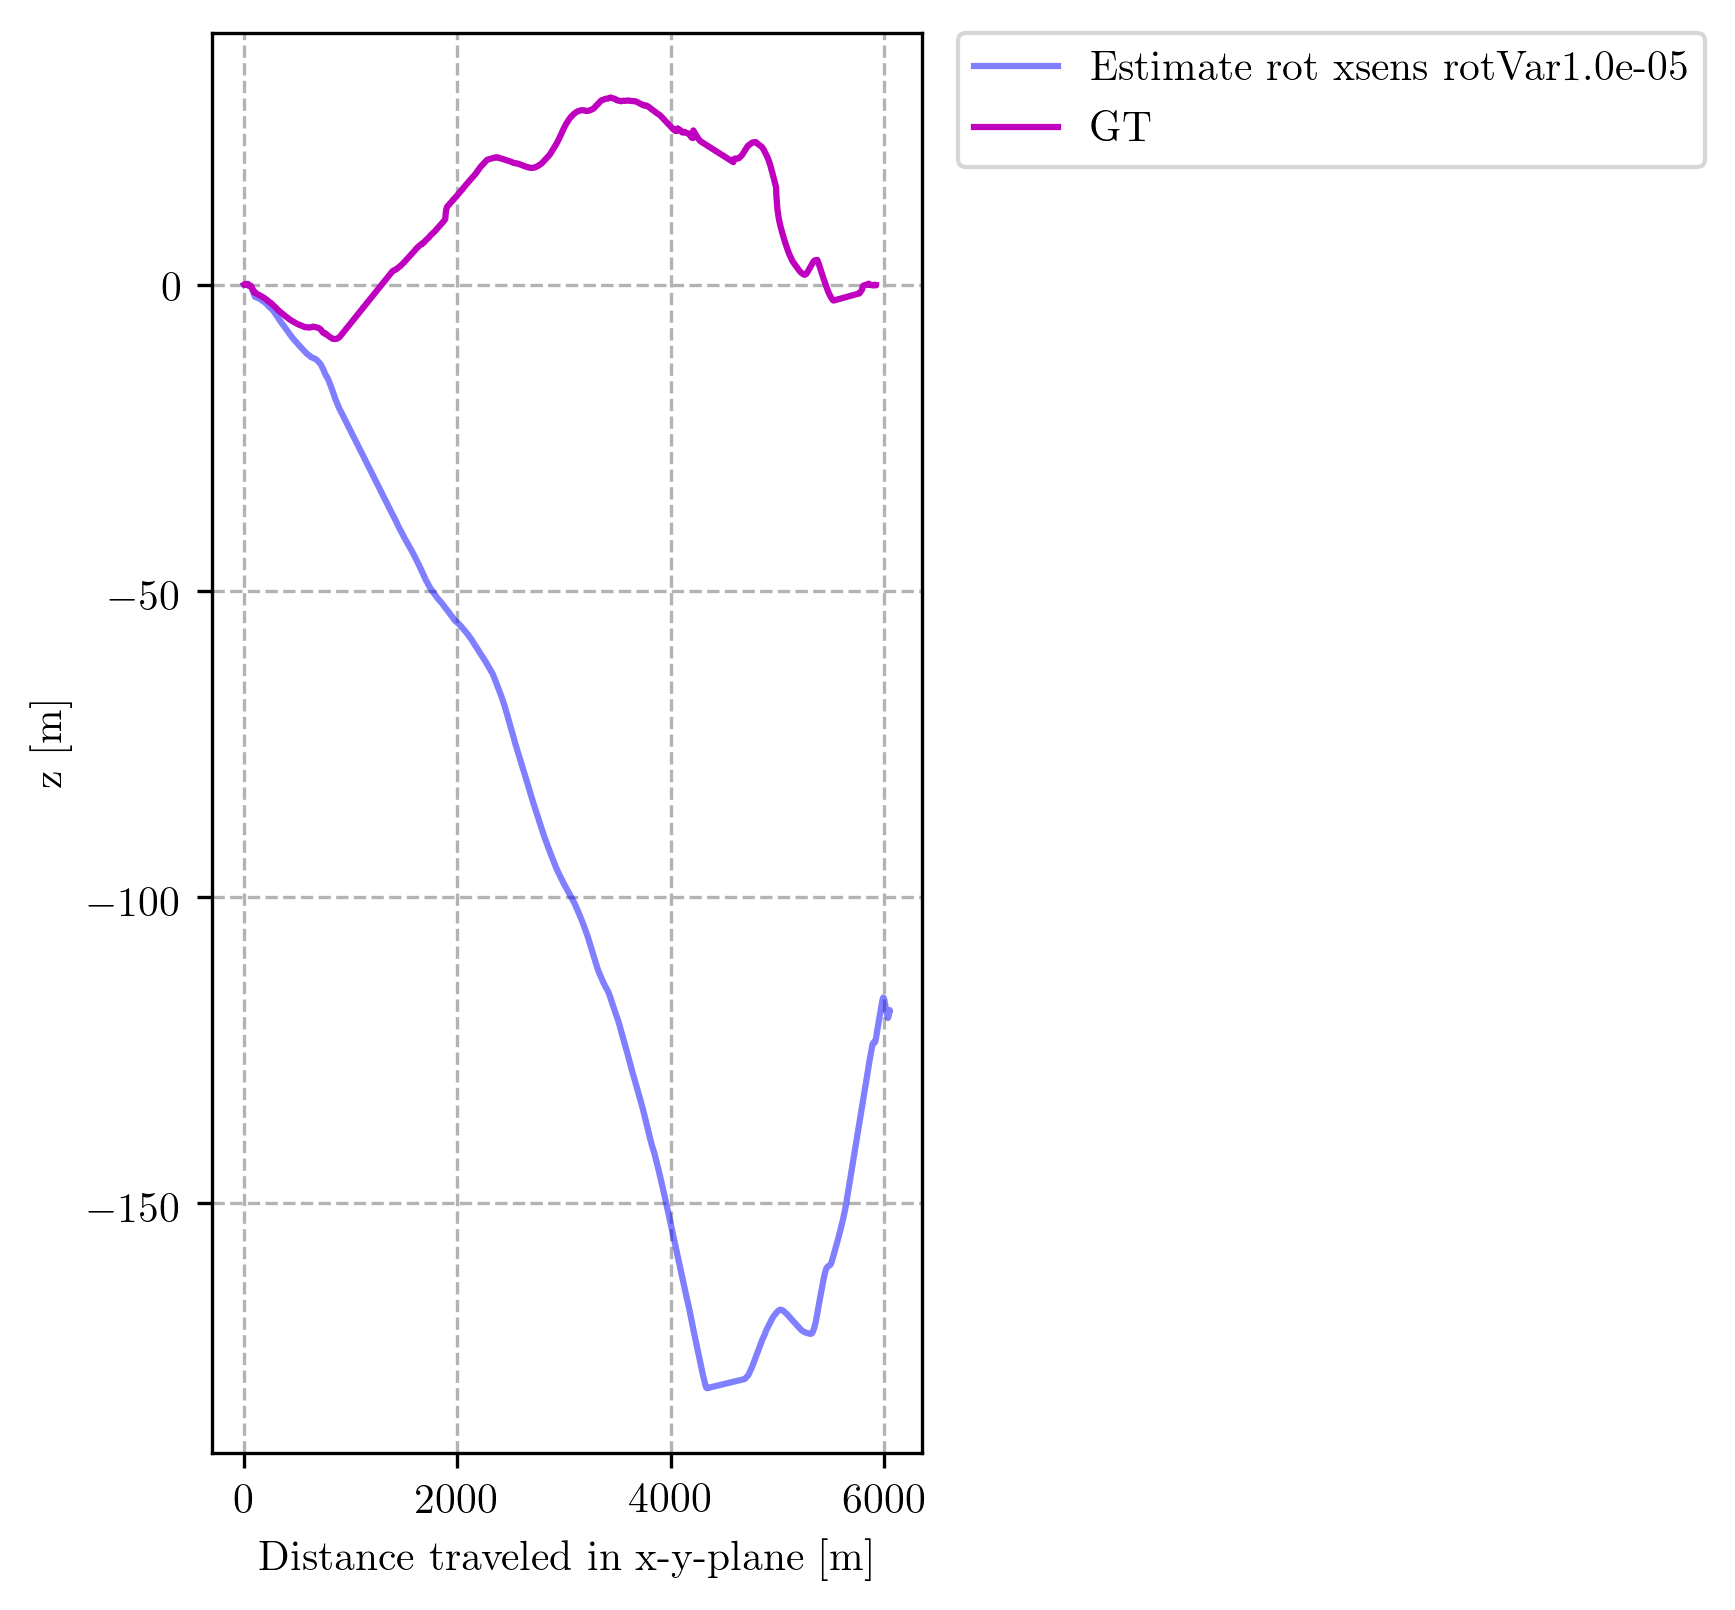 Estimate rot xsens rotVar1.0e-05
GT
0
−50
−100
−150
z [m]
0 2000 4000 6000
Distance traveled in x-y-plane [m]